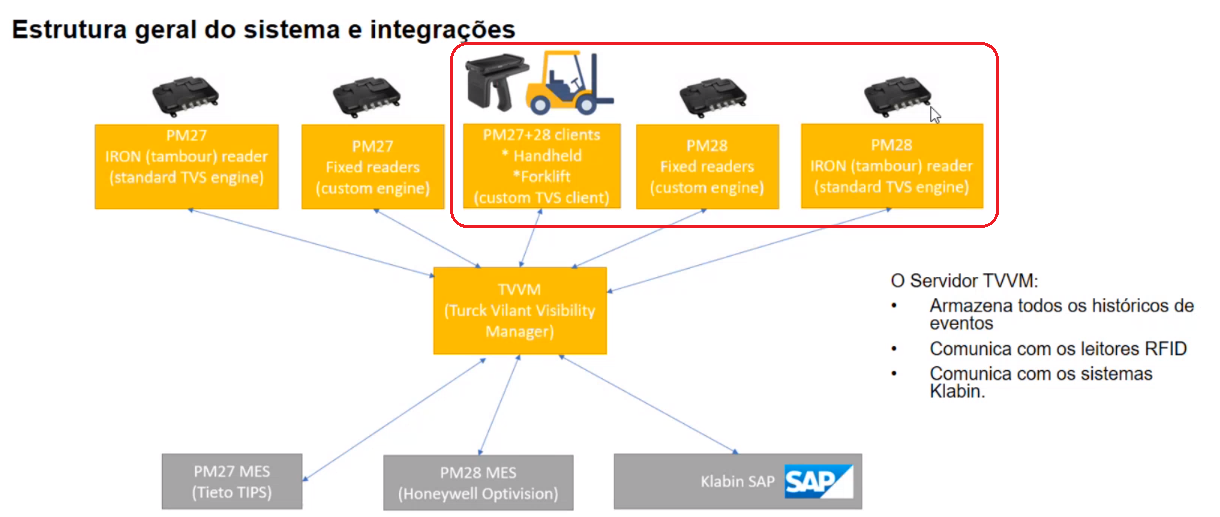 Estrutura geral do sistema e integrações
PM27
IRON (tambour) reader
(standard TVS engine)
PM27
Fixed readers
(custom engine)
PM27+28 clients
* Handheld
*Forklift
(custom TVS client)
PM28
Fixed readers
(custom engine)
PM28
IRON (tambour) reader
(standard TVS engine)
TVVM
(Turck Vilant Visibility
Manager)
O Servidor TVVM:
• Armazena todos os históricos de
eventos
• Comunica com os leitores RFID
• Comunica com os sistemas
Klabin.
PM27 MES
(Tieto TIPS)
PM28 MES
(Honeywell Optivision)
Klabin SAP
SAP